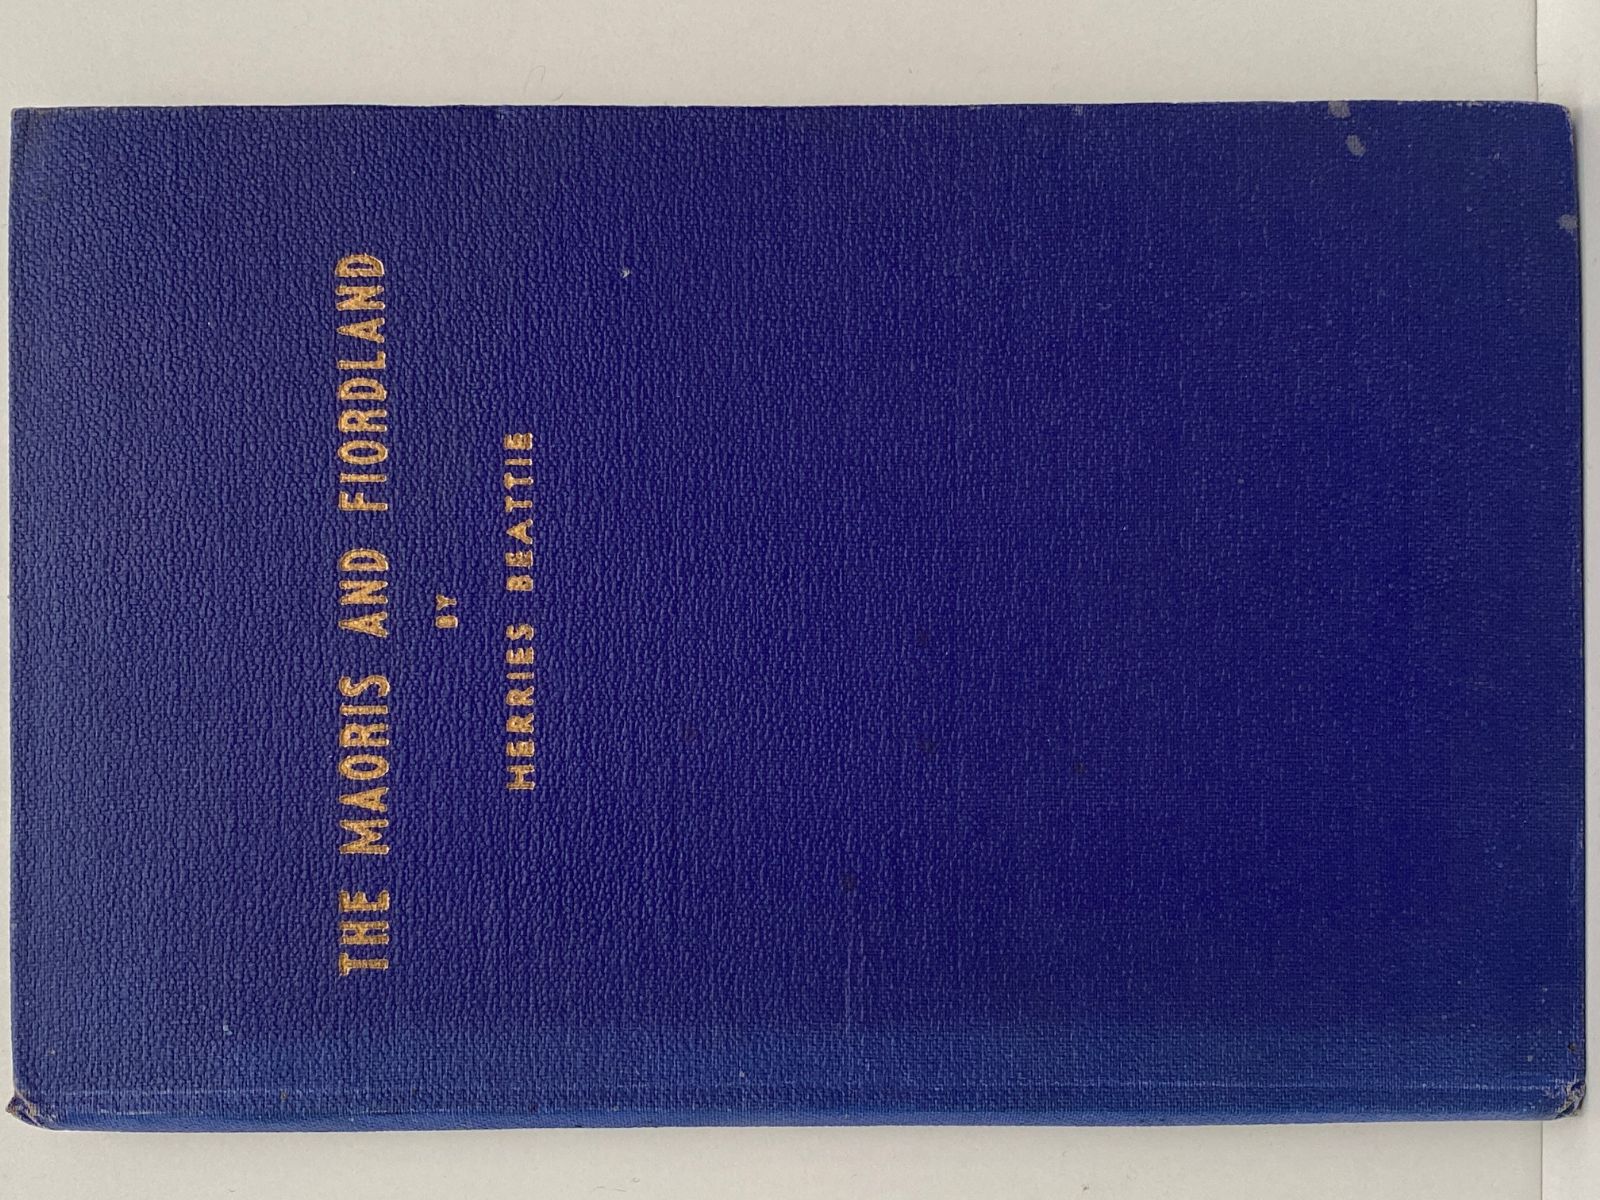 THE MAORIS AND FIORDLAND
BY
HERRIES BEATTIE